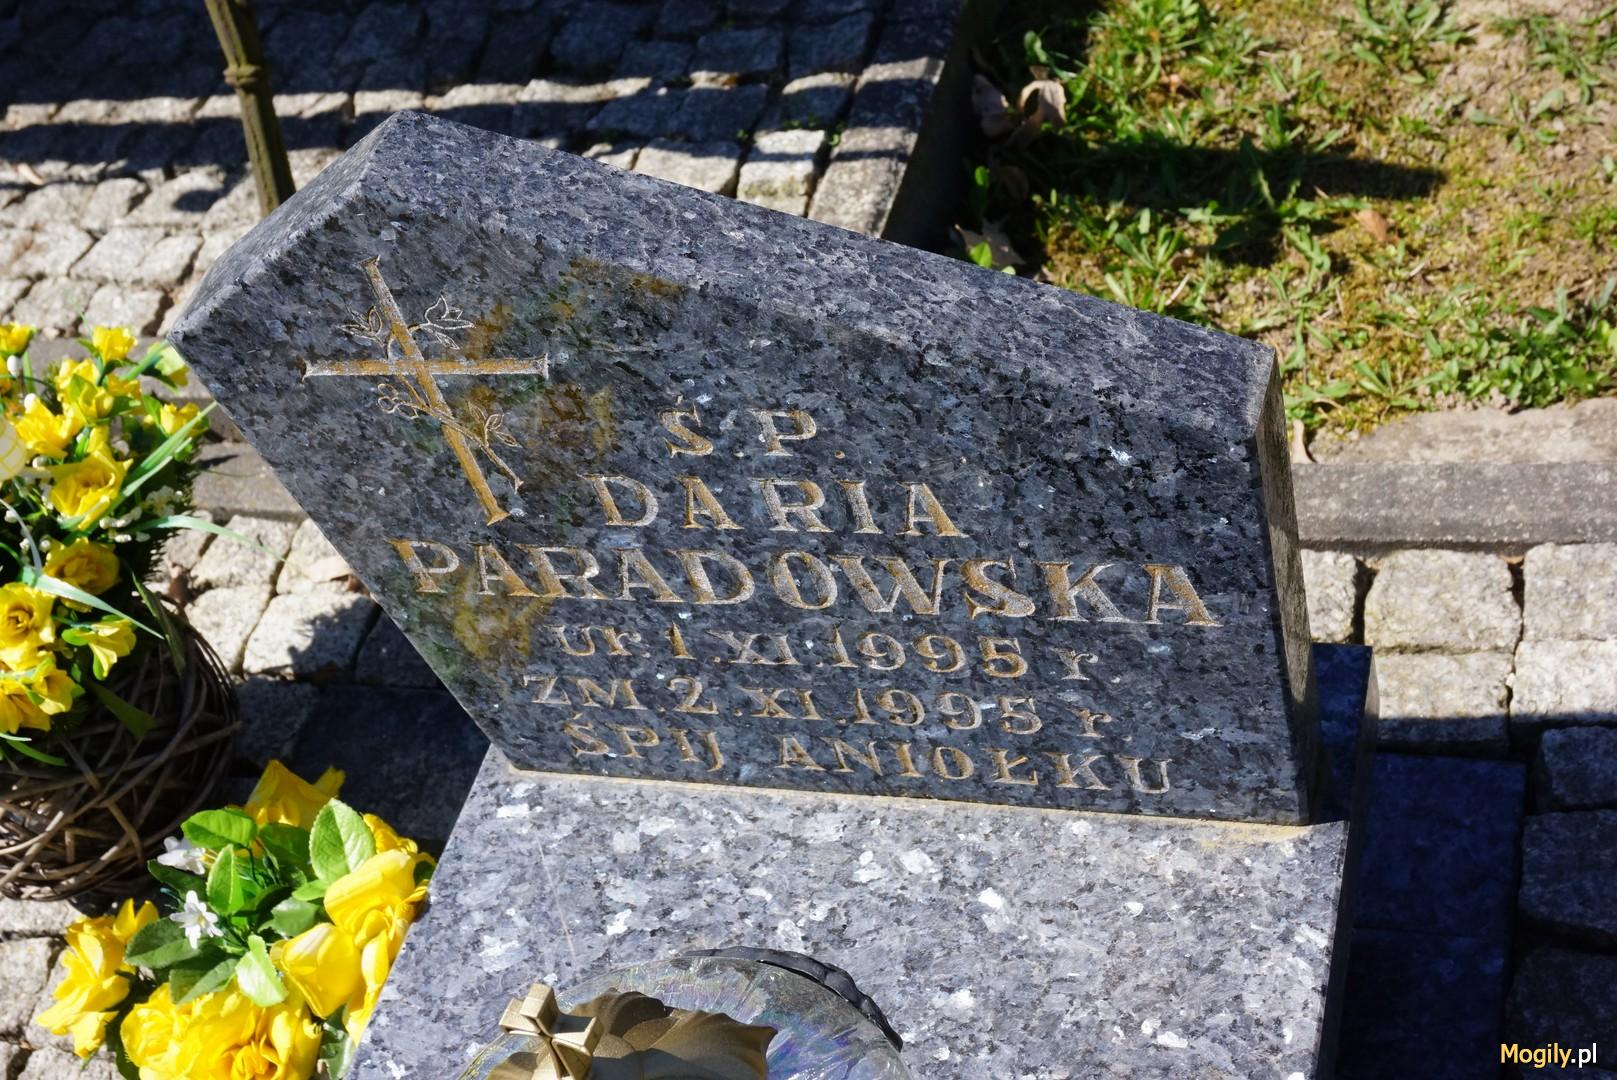 Ś.P.
DARIA
PARADOWSKA
Ur. 1.XI.1995 r.
ZM. 2.XI.1995 r.
ŚPIJ ANIOŁKU
Mogily.pl